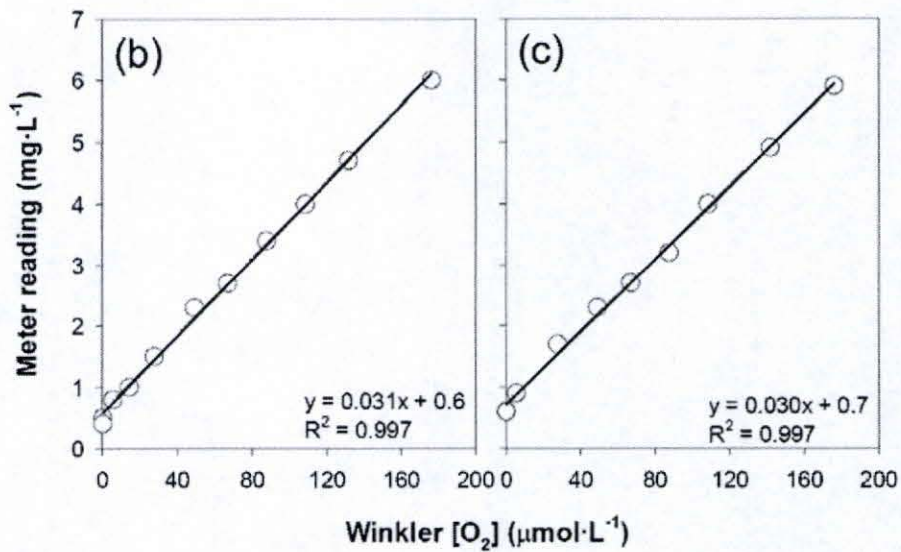 (b)
(c)
Meter reading (mg·L⁻¹)
7
6
5
4
3
2
1
0
y = 0.031x + 0.6
R² = 0.997
y = 0.030x + 0.7
R² = 0.997
0 40 80 120 160 200
0 40 80 120 160 200
Winkler [O₂] (μmol·L⁻¹)